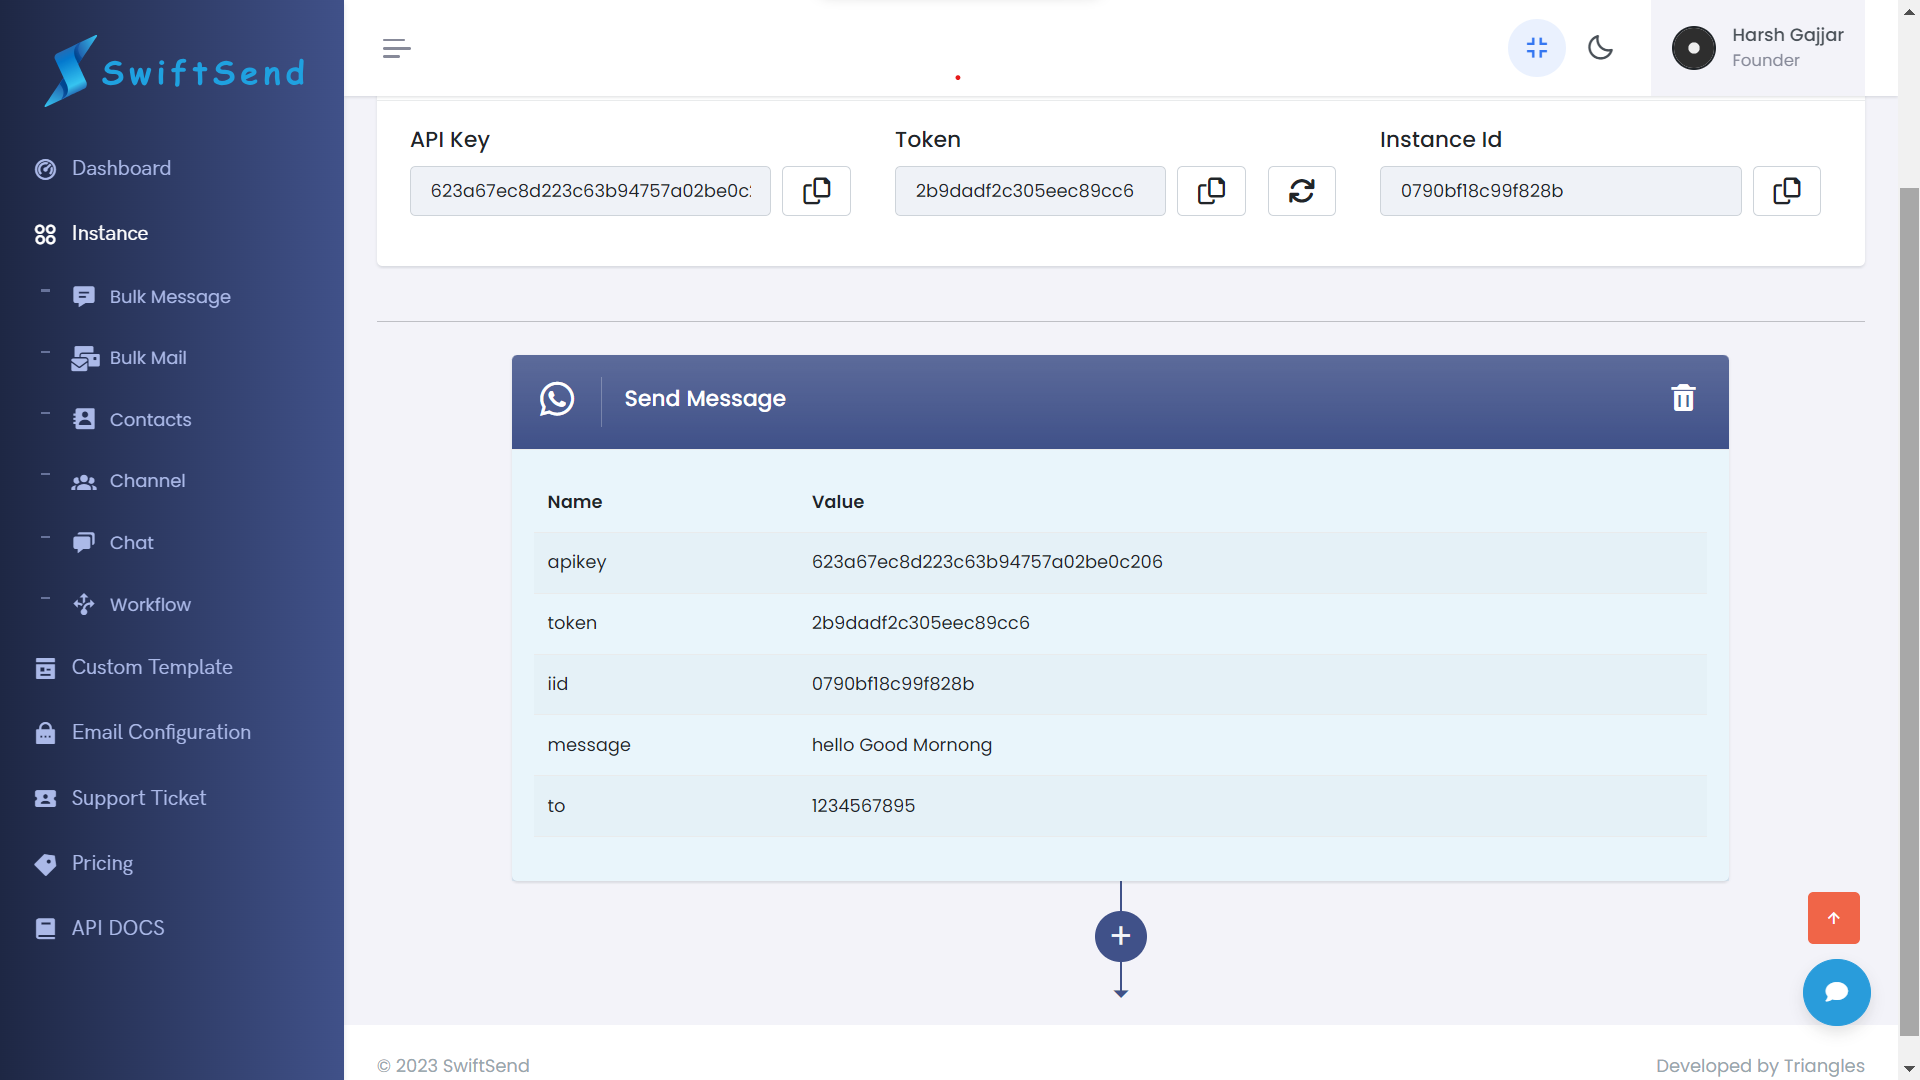 SwiftSend
Harsh Gajjar
Founder
Dashboard
Instance
Bulk Message
Bulk Mail
Contacts
Channel
Chat
Workflow
Custom Template
Email Configuration
Support Ticket
Pricing
API DOCS
API Key
Token
Instance Id
623a67ec8d223c63b94757a02be0c
2b9dadf2c305eec89cc6
0790bf18c99f828b
Send Message
Name Value
apikey 623a67ec8d223c63b94757a02be0c206
token 2b9dadf2c305eec89cc6
iid 0790bf18c99f828b
message hello Good Mornong
to 1234567895
© 2023 SwiftSend
Developed by Triangles